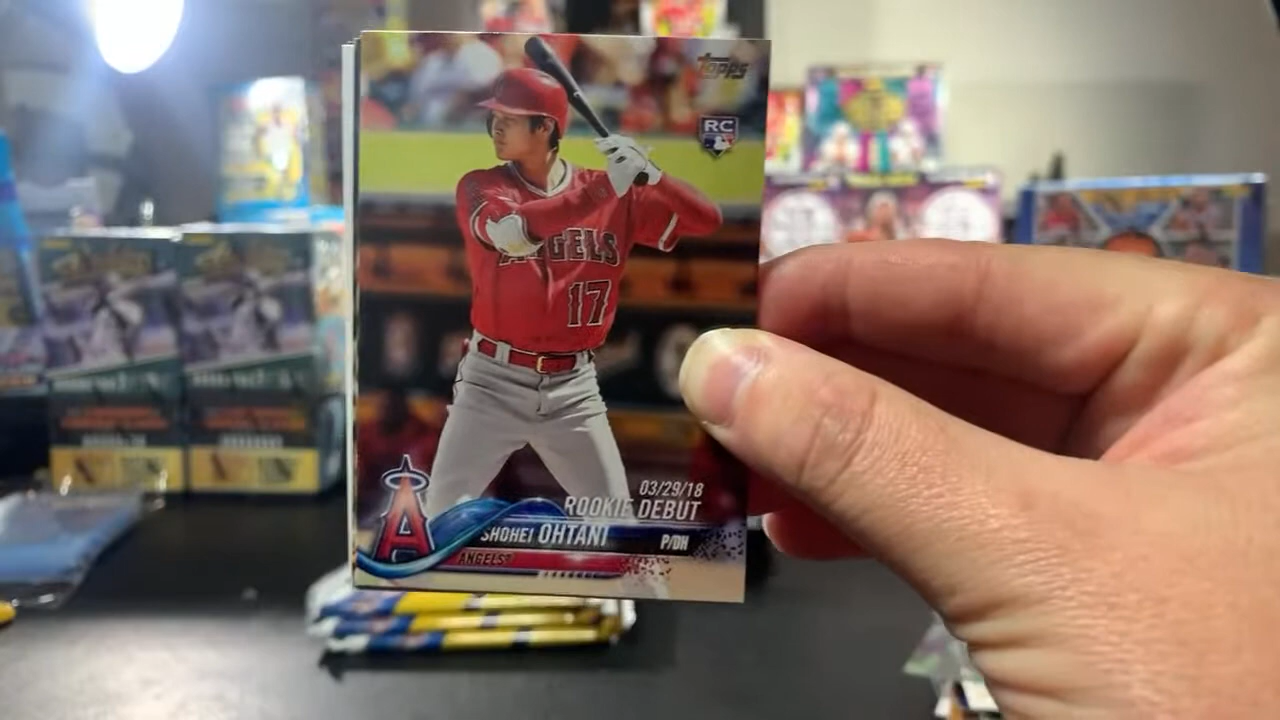 Topps
RC
ANGELS
17
03/29/18
ROOKIE DEBUT
SHOHEI OHTANI P/DH
ANGELS®
A